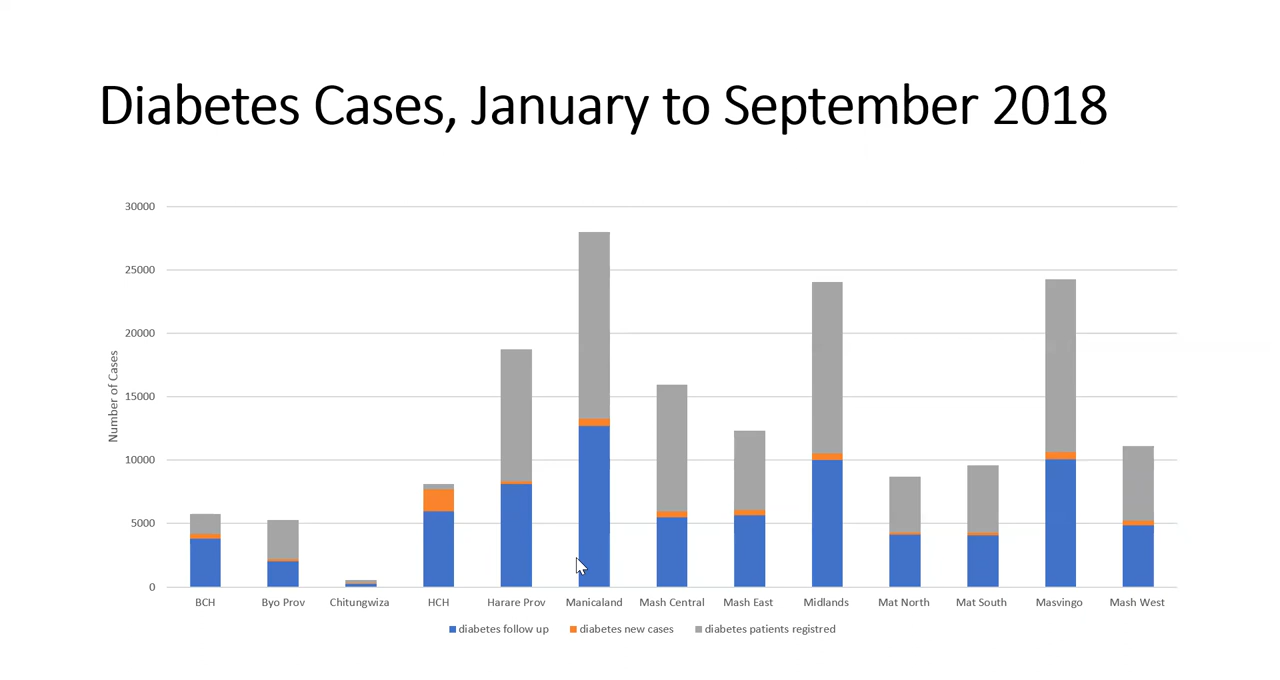 Diabetes Cases, January to September 2018
30000
25000
20000
15000
10000
5000
0
Number of Cases
BCH Byo Prov Chitungwiza HCH Harare Prov Manicaland Mash Central Mash East Midlands Mat North Mat South Masvingo Mash West
diabetes follow up diabetes new cases diabetes patients registred